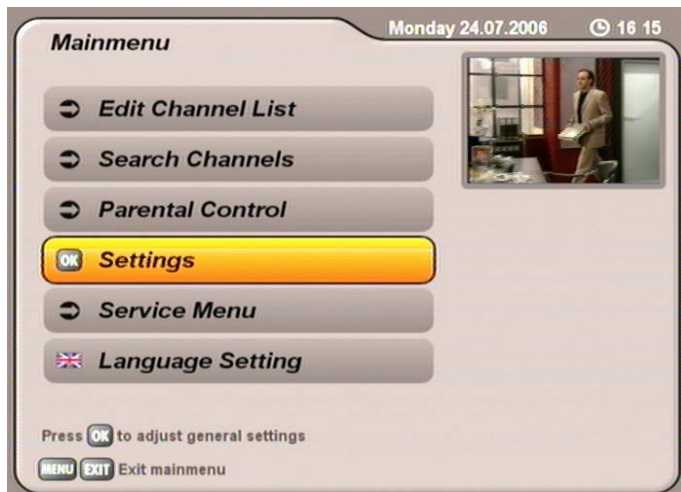 Monday 24.07.2006 16 15
Mainmenu
Edit Channel List
Search Channels
Parental Control
OK Settings
Service Menu
Language Setting
Press OK to adjust general settings
MENU EXIT Exit mainmenu